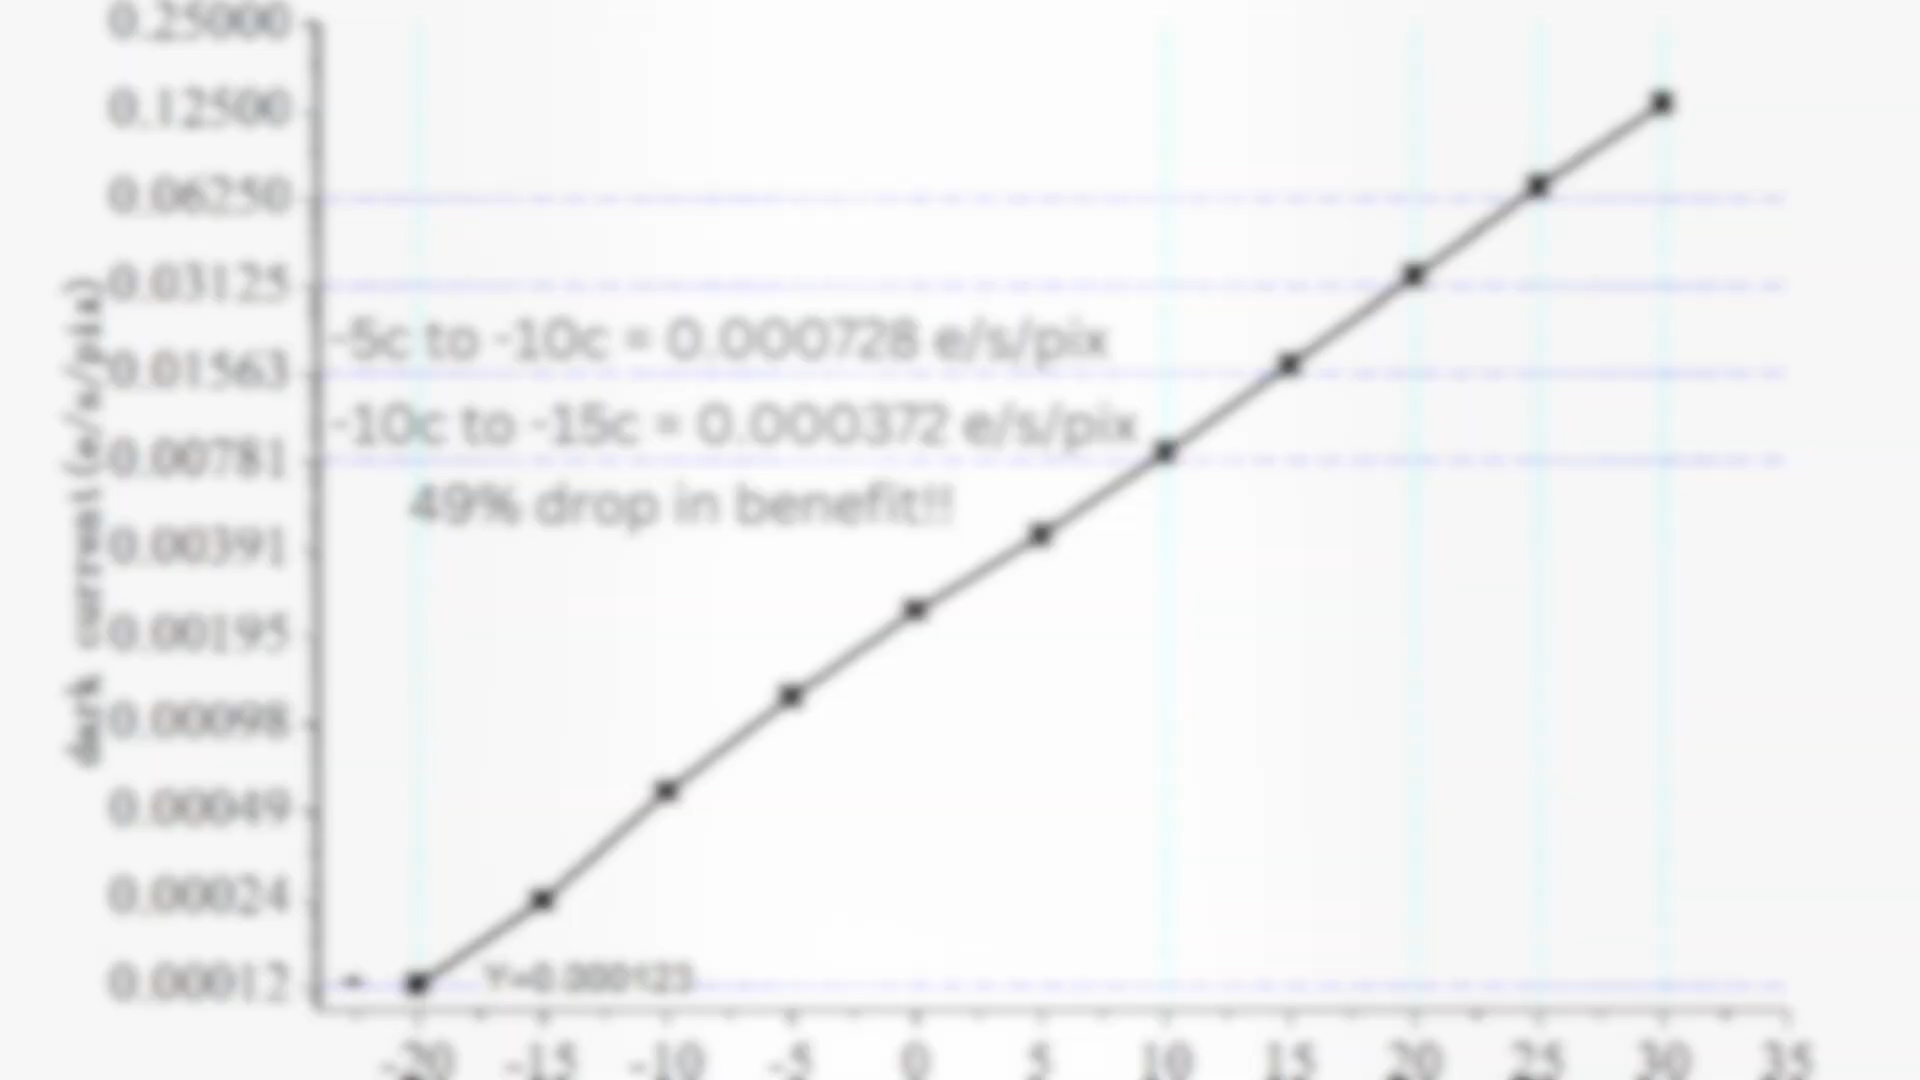 0.25000
0.12500
0.06250
0.03125
0.01563
0.00781
0.00391
0.00195
0.00098
0.00049
0.00024
0.00012
dark current(e/s/pix)
-5c to -10c = 0.000728 e/s/pix
-10c to -15c = 0.000372 e/s/pix
49% drop in benefit!!
Y=0.000123
-20 -15 -10 -5 0 5 10 15 20 25 30 35